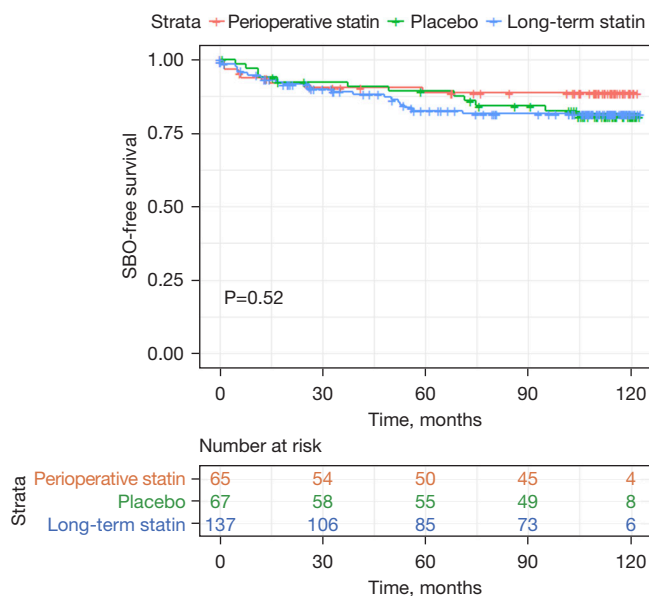 Strata Perioperative statin Placebo Long-term statin
1.00
0.75
0.50
0.25
0.00
SBO-free survival
P=0.52
0 30 60 90 120
Time, months
Number at risk
Strata
Perioperative statin 65 54 50 45 4
Placebo 67 58 55 49 8
Long-term statin 137 106 85 73 6
0 30 60 90 120
Time, months